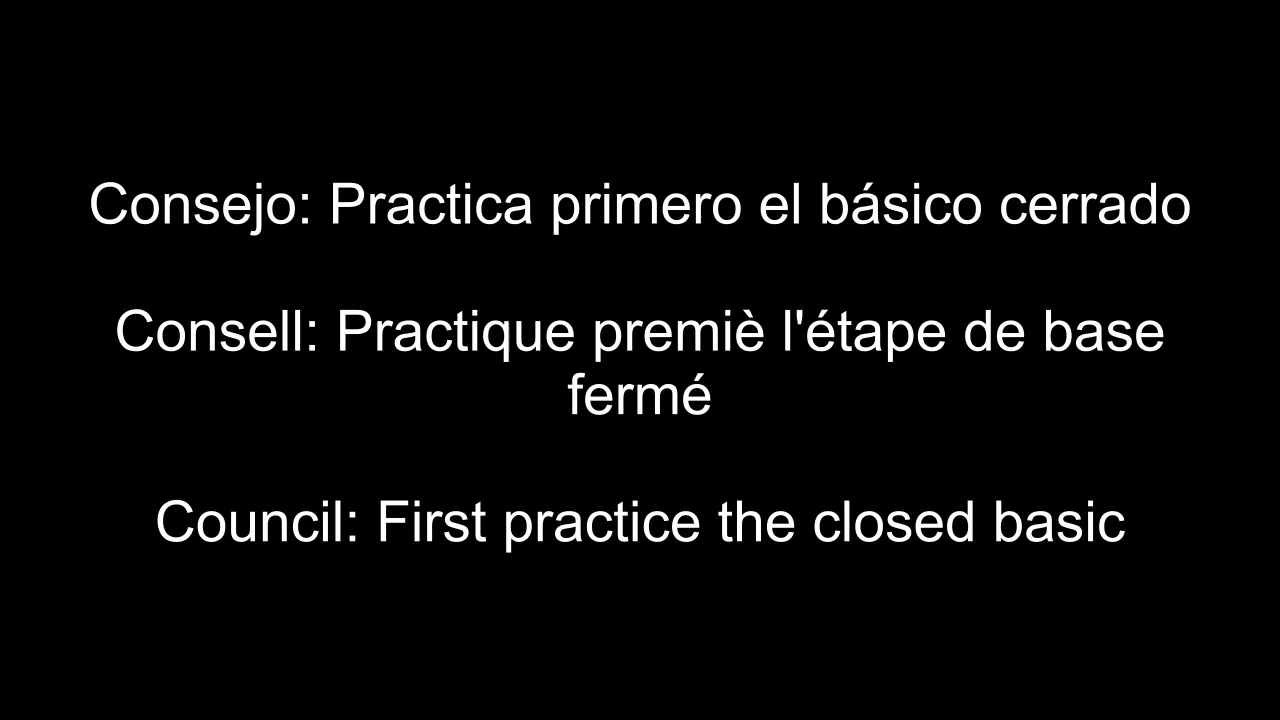 Consejo: Practica primero el básico cerrado
Consell: Practique premiè l'étape de base
fermé
Council: First practice the closed basic